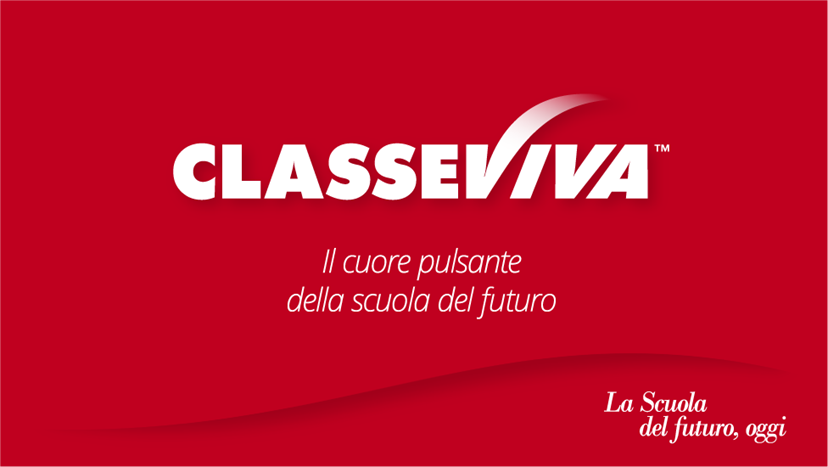 CLASSEVIVA™
Il cuore pulsante
della scuola del futuro
La Scuola
del futuro, oggi